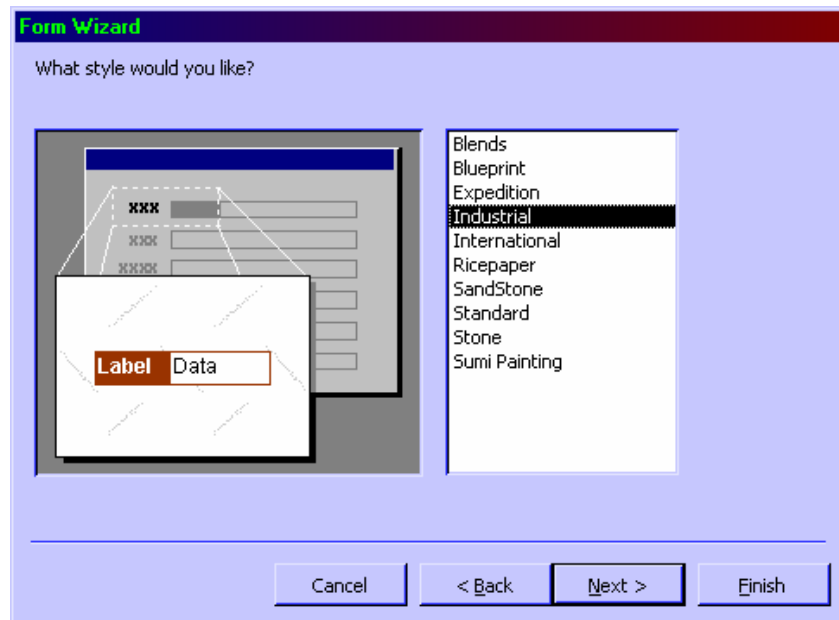 Form Wizard
What style would you like?
xxx
xxx
xxxx
Label Data
Blends
Blueprint
Expedition
Industrial
International
Ricepaper
SandStone
Standard
Stone
Sumi Painting
Cancel < Back Next > Finish